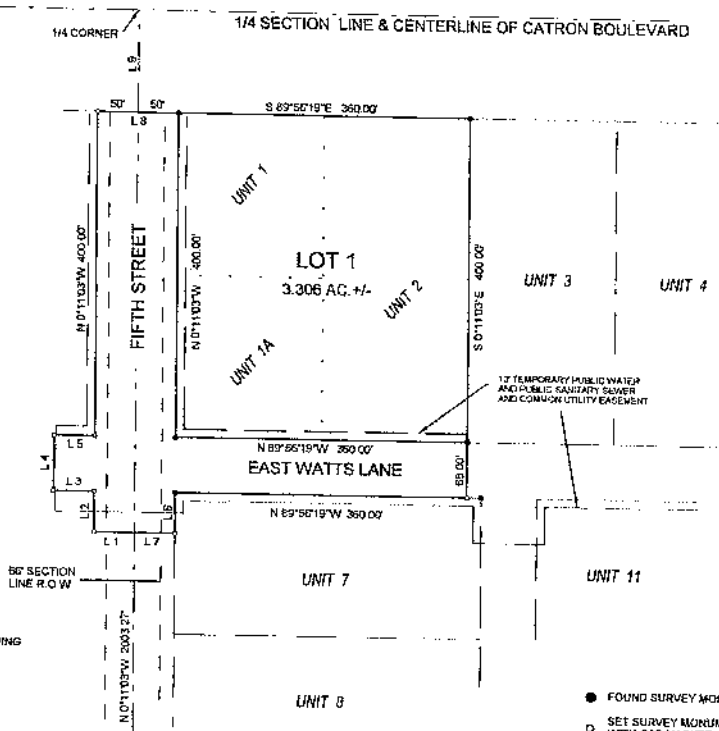 1/4 SECTION LINE & CENTERLINE OF CATRON BOULEVARD
1/4 CORNER
L9
50' 50'
L8
S 89°56'19"E 360.00'
UNIT 1
FIFTH STREET
N 0°11'03"W 400.00'
N 0°11'03"W 400.00'
LOT 1
3.306 AC.+/-
UNIT 2
UNIT 1A
S 0°11'03"E 400.00'
UNIT 3
UNIT 4
TEMPORARY PUBLIC WATER
AND PUBLIC SANITARY SEWER
AND COMMON UTILITY EASEMENT
L5
L4
L3
L2
L1
L7
L6
N 89°56'19"W 360.00'
EAST WATTS LANE
66.00'
N 89°56'19"W 360.00'
66' SECTION
LINE R.O.W
UNIT 7
UNIT 11
N 0°11'03"W 2003.27'
UNIT 8
FOUND SURVEY MO
SET SURVEY MONUM